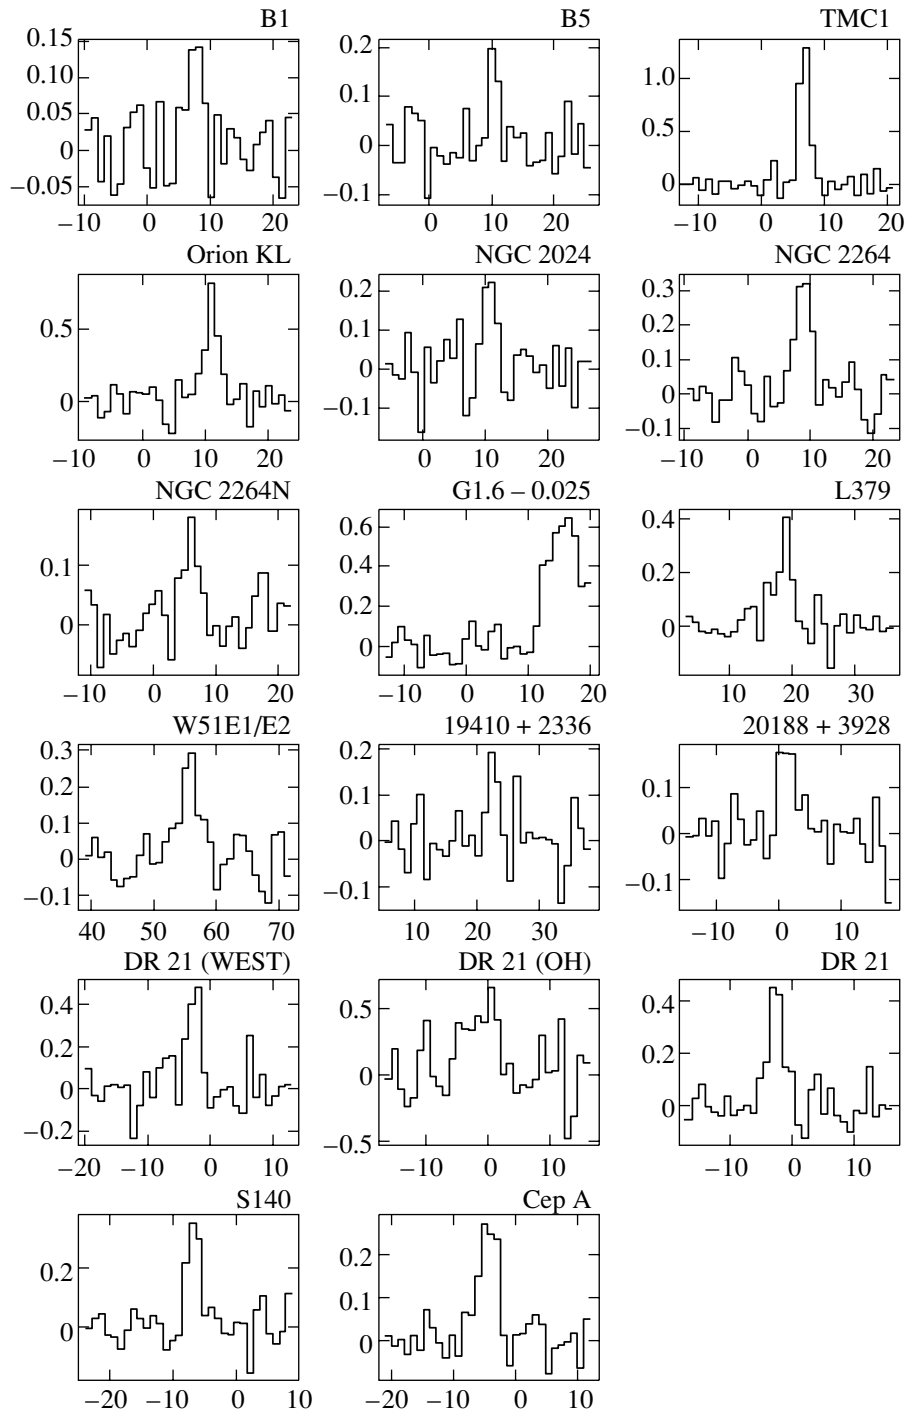 B1
B5
TMC1
0.15
0.10
0.05
0
−0.05
−10 0 10 20
0.2
0.1
0
−0.1
0 10 20
1.0
0.5
0
−10 0 10 20
Orion KL
NGC 2024
NGC 2264
0.5
0
−10 0 10 20
0.2
0.1
0
−0.1
0 10 20
0.3
0.2
0.1
0
−0.1
−10 0 10 20
NGC 2264N
G1.6 – 0.025
L379
0.1
0
−10 0 10 20
0.6
0.4
0.2
0
−10 0 10 20
0.4
0.2
0
10 20 30
W51E1/E2
19410 + 2336
20188 + 3928
0.3
0.2
0.1
0
−0.1
40 50 60 70
0.2
0.1
0
−0.1
10 20 30
0.1
0
−0.1
−10 0 10
DR 21 (WEST)
DR 21 (OH)
DR 21
0.4
0.2
0
−0.2
−20 −10 0 10
0.5
0
−0.5
−10 0 10
0.4
0.2
0
−10 0 10
S140
Cep A
0.2
0
−20 −10 0 10
0.2
0.1
0
−20 −10 0 10